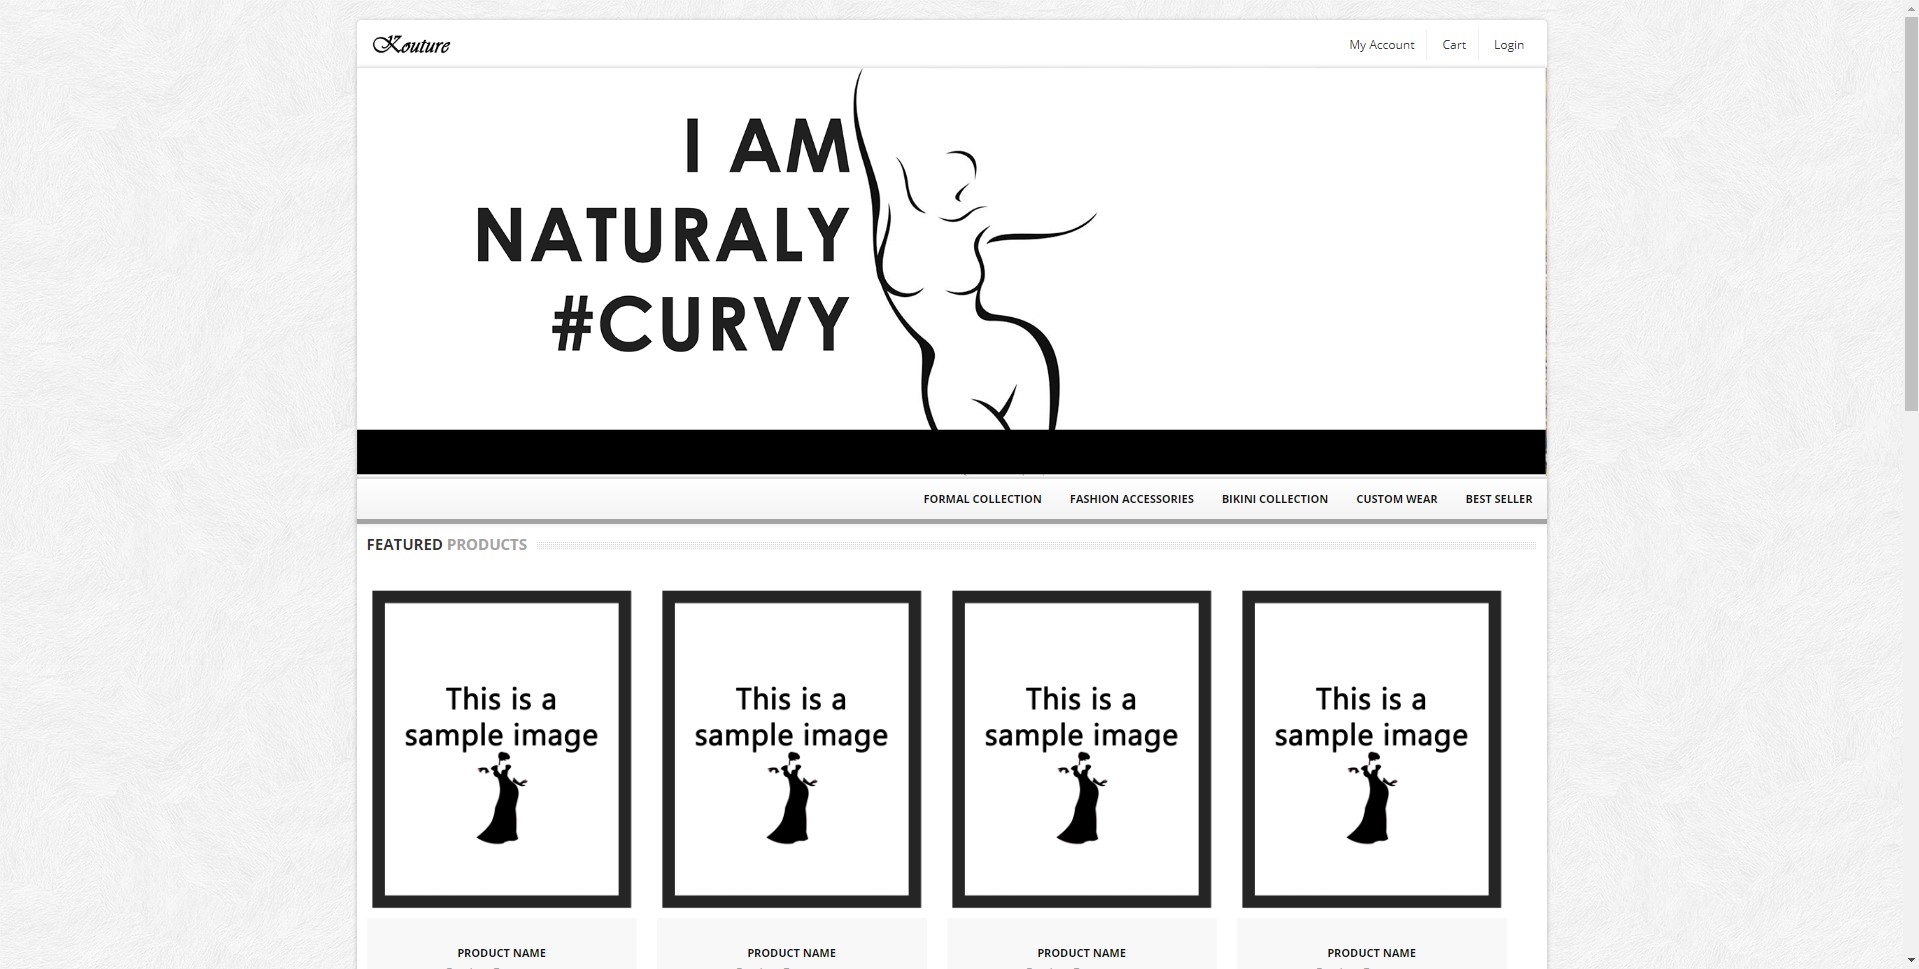 Kouture
My Account Cart Login
I AM
NATURALY
#CURVY
FORMAL COLLECTION FASHION ACCESSORIES BIKINI COLLECTION CUSTOM WEAR BEST SELLER
FEATURED PRODUCTS
This is a
sample image
This is a
sample image
This is a
sample image
This is a
sample image
PRODUCT NAME PRODUCT NAME PRODUCT NAME PRODUCT NAME